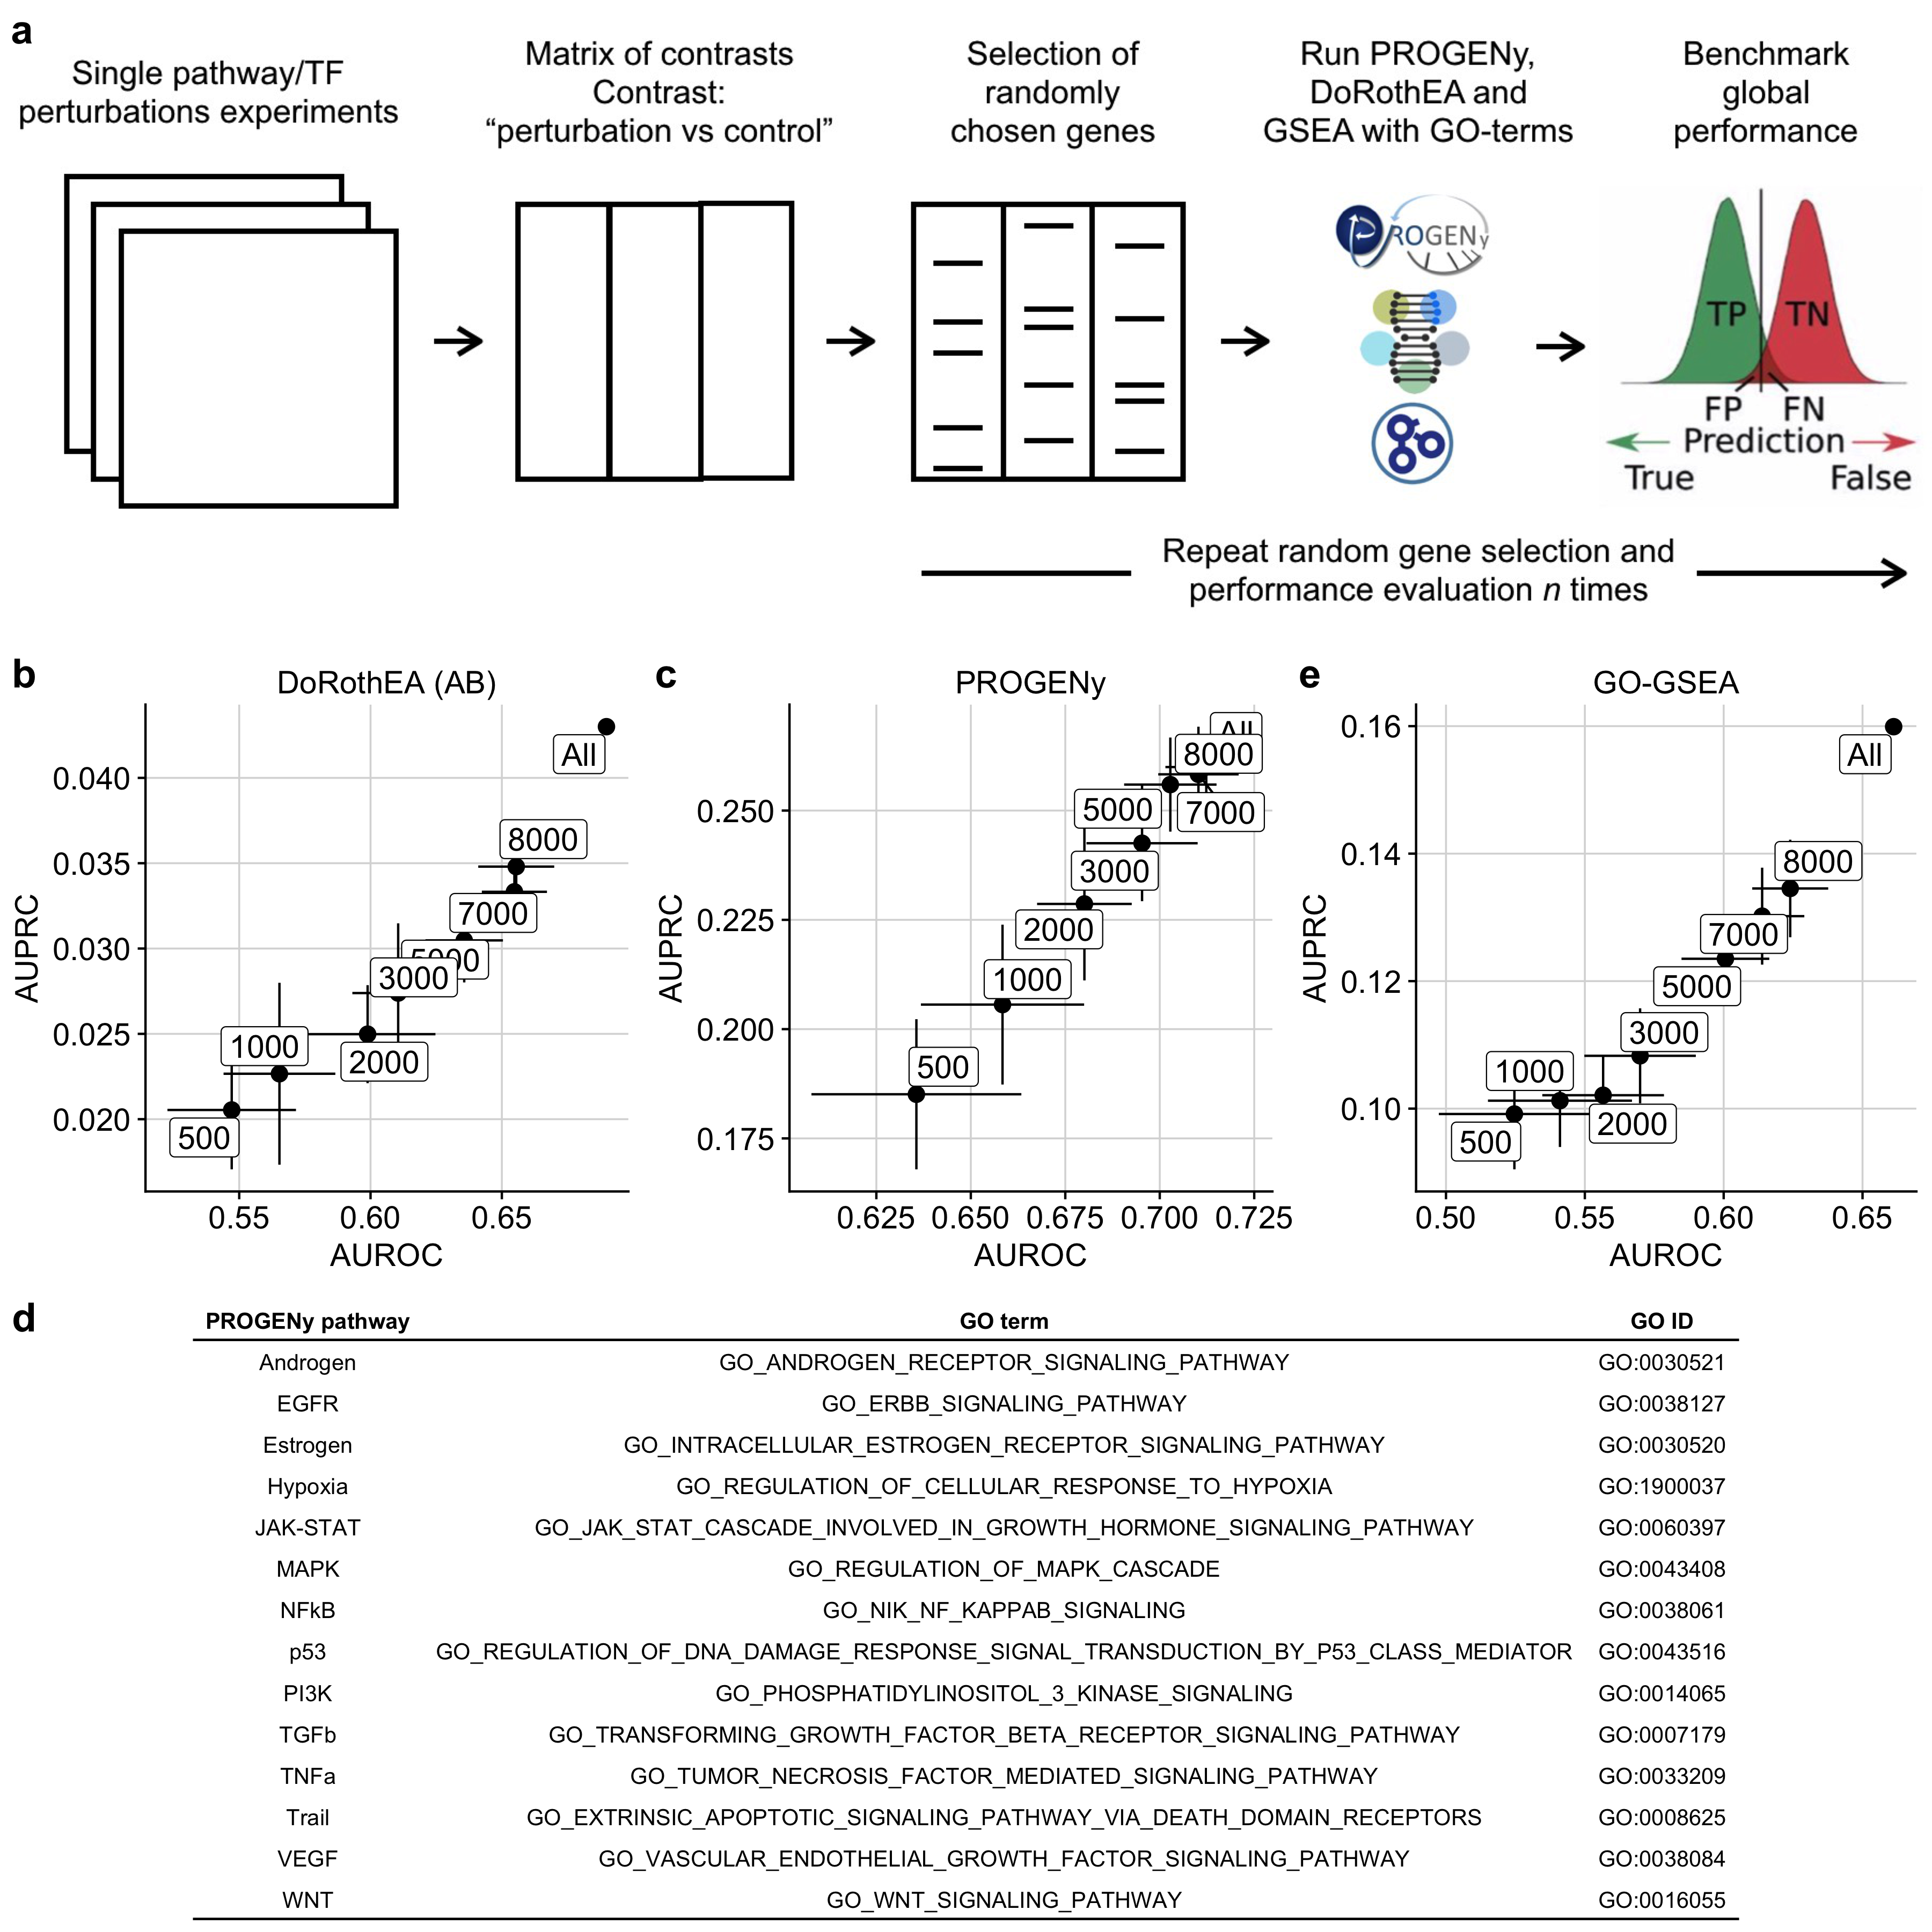 a
Single pathway/TF
perturbations experiments
Matrix of contrasts
Contrast:
“perturbation vs control”
Selection of
randomly
chosen genes
Run PROGENy,
DoRothEA and
GSEA with GO-terms
Benchmark
global
performance
PROGENy
TP
TN
FP
FN
Prediction
True
False
Repeat random gene selection and
performance evaluation n times
b
DoRothEA (AB)
AUPRC
0.040
0.035
0.030
0.025
0.020
All
8000
7000
5000
3000
2000
1000
500
0.55 0.60 0.65
AUROC
c
PROGENy
AUPRC
0.250
0.225
0.200
0.175
All
8000
7000
5000
3000
2000
1000
500
0.625 0.650 0.675 0.700 0.725
AUROC
e
GO-GSEA
AUPRC
0.16
0.14
0.12
0.10
All
8000
7000
5000
3000
2000
1000
500
0.50 0.55 0.60 0.65
AUROC
d
PROGENy pathway GO term GO ID
Androgen GO_ANDROGEN_RECEPTOR_SIGNALING_PATHWAY GO:0030521
EGFR GO_ERBB_SIGNALING_PATHWAY GO:0038127
Estrogen GO_INTRACELLULAR_ESTROGEN_RECEPTOR_SIGNALING_PATHWAY GO:0030520
Hypoxia GO_REGULATION_OF_CELLULAR_RESPONSE_TO_HYPOXIA GO:1900037
JAK-STAT GO_JAK_STAT_CASCADE_INVOLVED_IN_GROWTH_HORMONE_SIGNALING_PATHWAY GO:0060397
MAPK GO_REGULATION_OF_MAPK_CASCADE GO:0043408
NFkB GO_NIK_NF_KAPPAB_SIGNALING GO:0038061
p53 GO_REGULATION_OF_DNA_DAMAGE_RESPONSE_SIGNAL_TRANSDUCTION_BY_P53_CLASS_MEDIATOR GO:0043516
PI3K GO_PHOSPHATIDYLINOSITOL_3_KINASE_SIGNALING GO:0014065
TGFb GO_TRANSFORMING_GROWTH_FACTOR_BETA_RECEPTOR_SIGNALING_PATHWAY GO:0007179
TNFa GO_TUMOR_NECROSIS_FACTOR_MEDIATED_SIGNALING_PATHWAY GO:0033209
Trail GO_EXTRINSIC_APOPTOTIC_SIGNALING_PATHWAY_VIA_DEATH_DOMAIN_RECEPTORS GO:0008625
VEGF GO_VASCULAR_ENDOTHELIAL_GROWTH_FACTOR_SIGNALING_PATHWAY GO:0038084
WNT GO_WNT_SIGNALING_PATHWAY GO:0016055